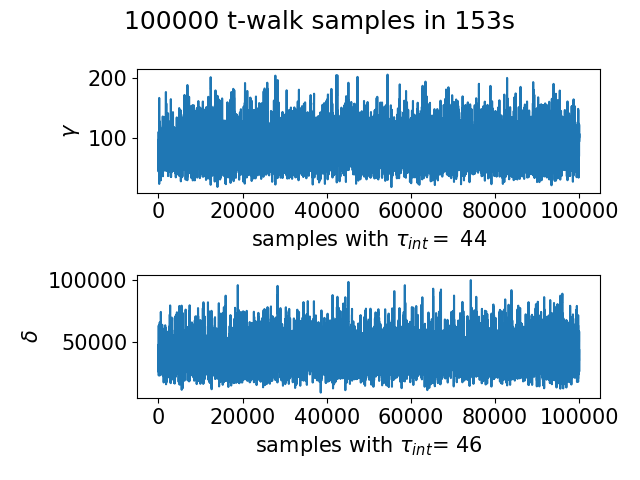 100000 t-walk samples in 153s
200
100
γ
0 20000 40000 60000 80000 100000
samples with τint = 44
100000
50000
δ
0 20000 40000 60000 80000 100000
samples with τint= 46